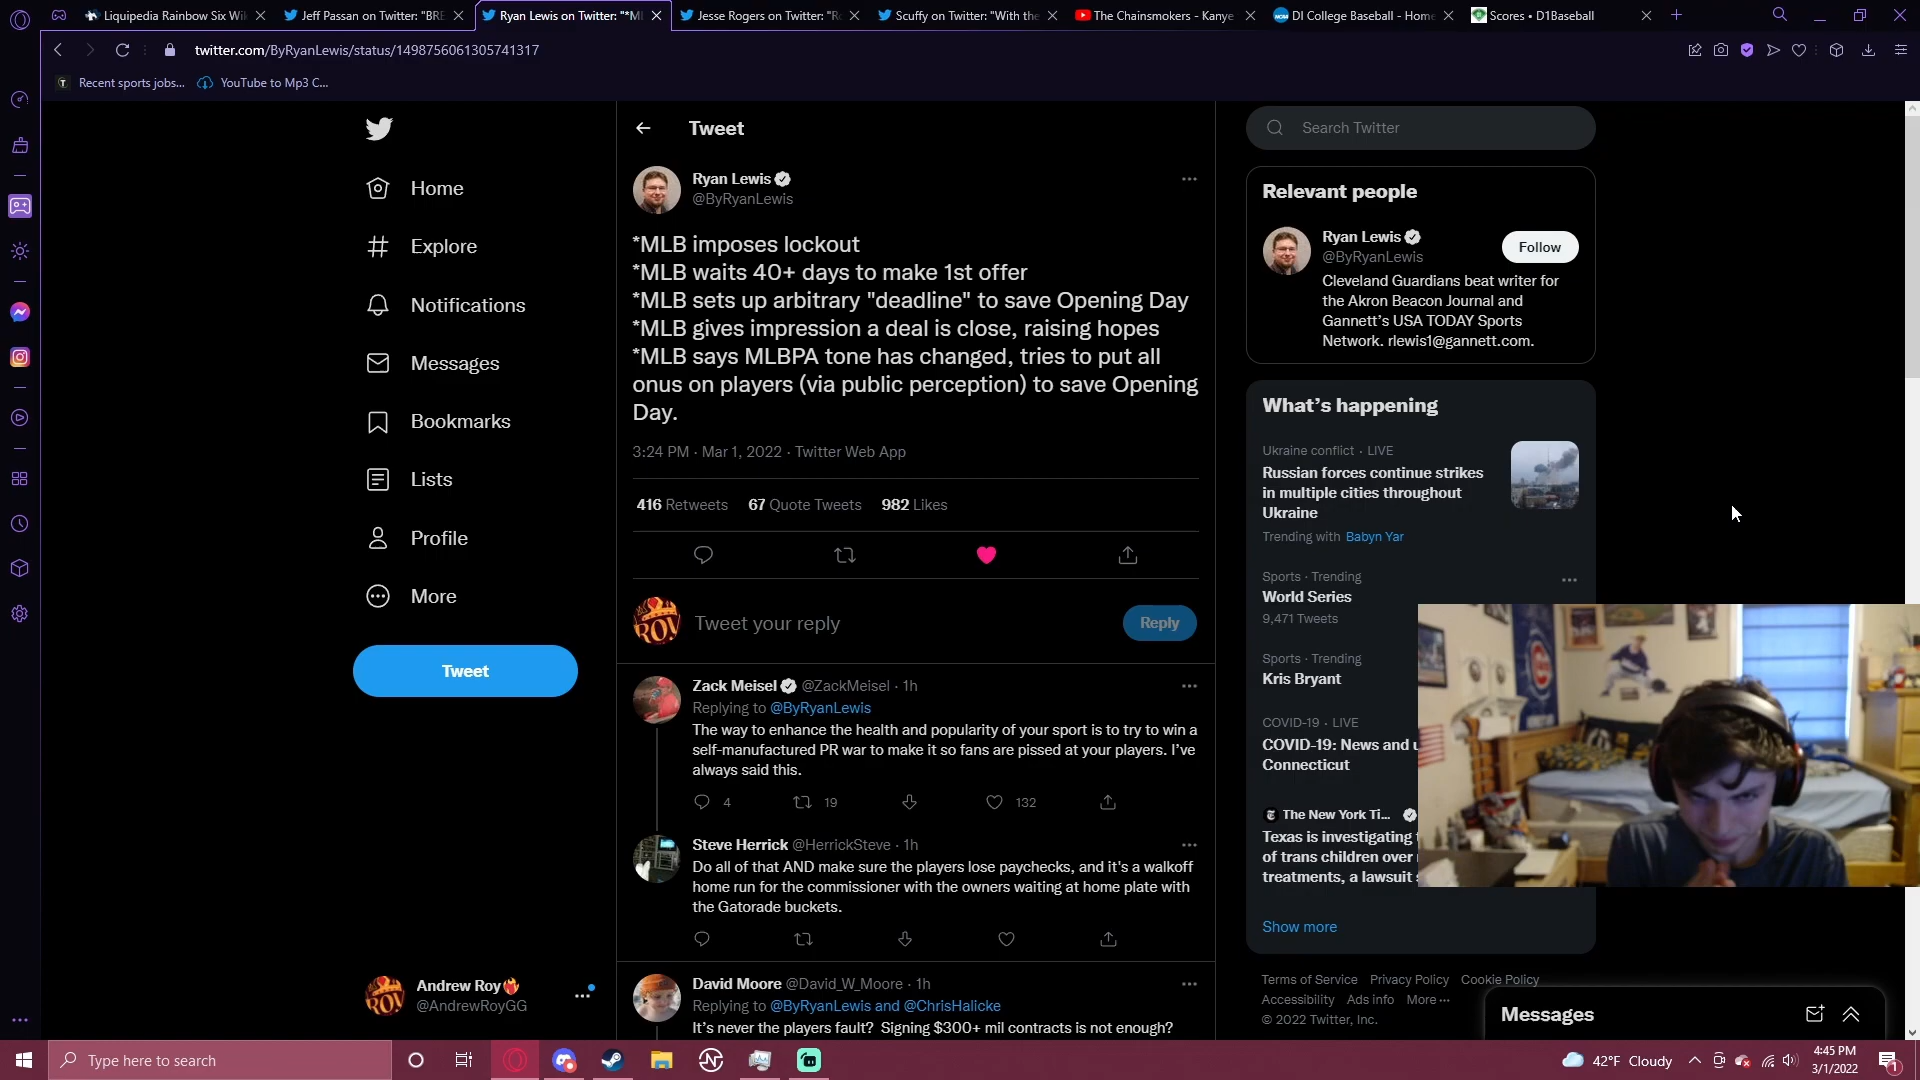 Liquipedia Rainbow Six Wik
Jeff Passan on Twitter: "BRE
Ryan Lewis on Twitter: "*ML
Jesse Rogers on Twitter: "Ro
Scuffy on Twitter: "With the
The Chainsmokers - Kanye
DI College Baseball - Home
Scores • D1Baseball
twitter.com/ByRyanLewis/status/1498756061305741317
Recent sports jobs...
YouTube to Mp3 C...
Home
Explore
Notifications
Messages
Bookmarks
Lists
Profile
More
Tweet
Andrew Roy
@AndrewRoyGG
Tweet
Ryan Lewis
@ByRyanLewis
*MLB imposes lockout
*MLB waits 40+ days to make 1st offer
*MLB sets up arbitrary "deadline" to save Opening Day
*MLB gives impression a deal is close, raising hopes
*MLB says MLBPA tone has changed, tries to put all
onus on players (via public perception) to save Opening
Day.
3:24 PM · Mar 1, 2022 · Twitter Web App
416 Retweets 67 Quote Tweets 982 Likes
ROY
Tweet your reply
Reply
Zack Meisel @ZackMeisel · 1h
Replying to @ByRyanLewis
The way to enhance the health and popularity of your sport is to try to win a
self-manufactured PR war to make it so fans are pissed at your players. I've
always said this.
4 19 132
Steve Herrick @HerrickSteve · 1h
Do all of that AND make sure the players lose paychecks, and it's a walkoff
home run for the commissioner with the owners waiting at home plate with
the Gatorade buckets.
David Moore @David_W_Moore · 1h
Replying to @ByRyanLewis and @ChrisHalicke
It's never the players fault? Signing $300+ mil contracts is not enough?
Search Twitter
Relevant people
Ryan Lewis
@ByRyanLewis
Follow
Cleveland Guardians beat writer for
the Akron Beacon Journal and
Gannett's USA TODAY Sports
Network. rlewis1@gannett.com.
What's happening
Ukraine conflict · LIVE
Russian forces continue strikes
in multiple cities throughout
Ukraine
Trending with Babyn Yar
Sports · Trending
World Series
9,471 Tweets
Sports · Trending
Kris Bryant
COVID-19 · LIVE
COVID-19: News and u
Connecticut
The New York Ti...
Texas is investigating
of trans children over
treatments, a lawsuit
Show more
Terms of Service Privacy Policy Cookie Policy
Accessibility Ads info More ···
© 2022 Twitter, Inc.
Messages
Type here to search
42°F Cloudy
4:45 PM
3/1/2022
1